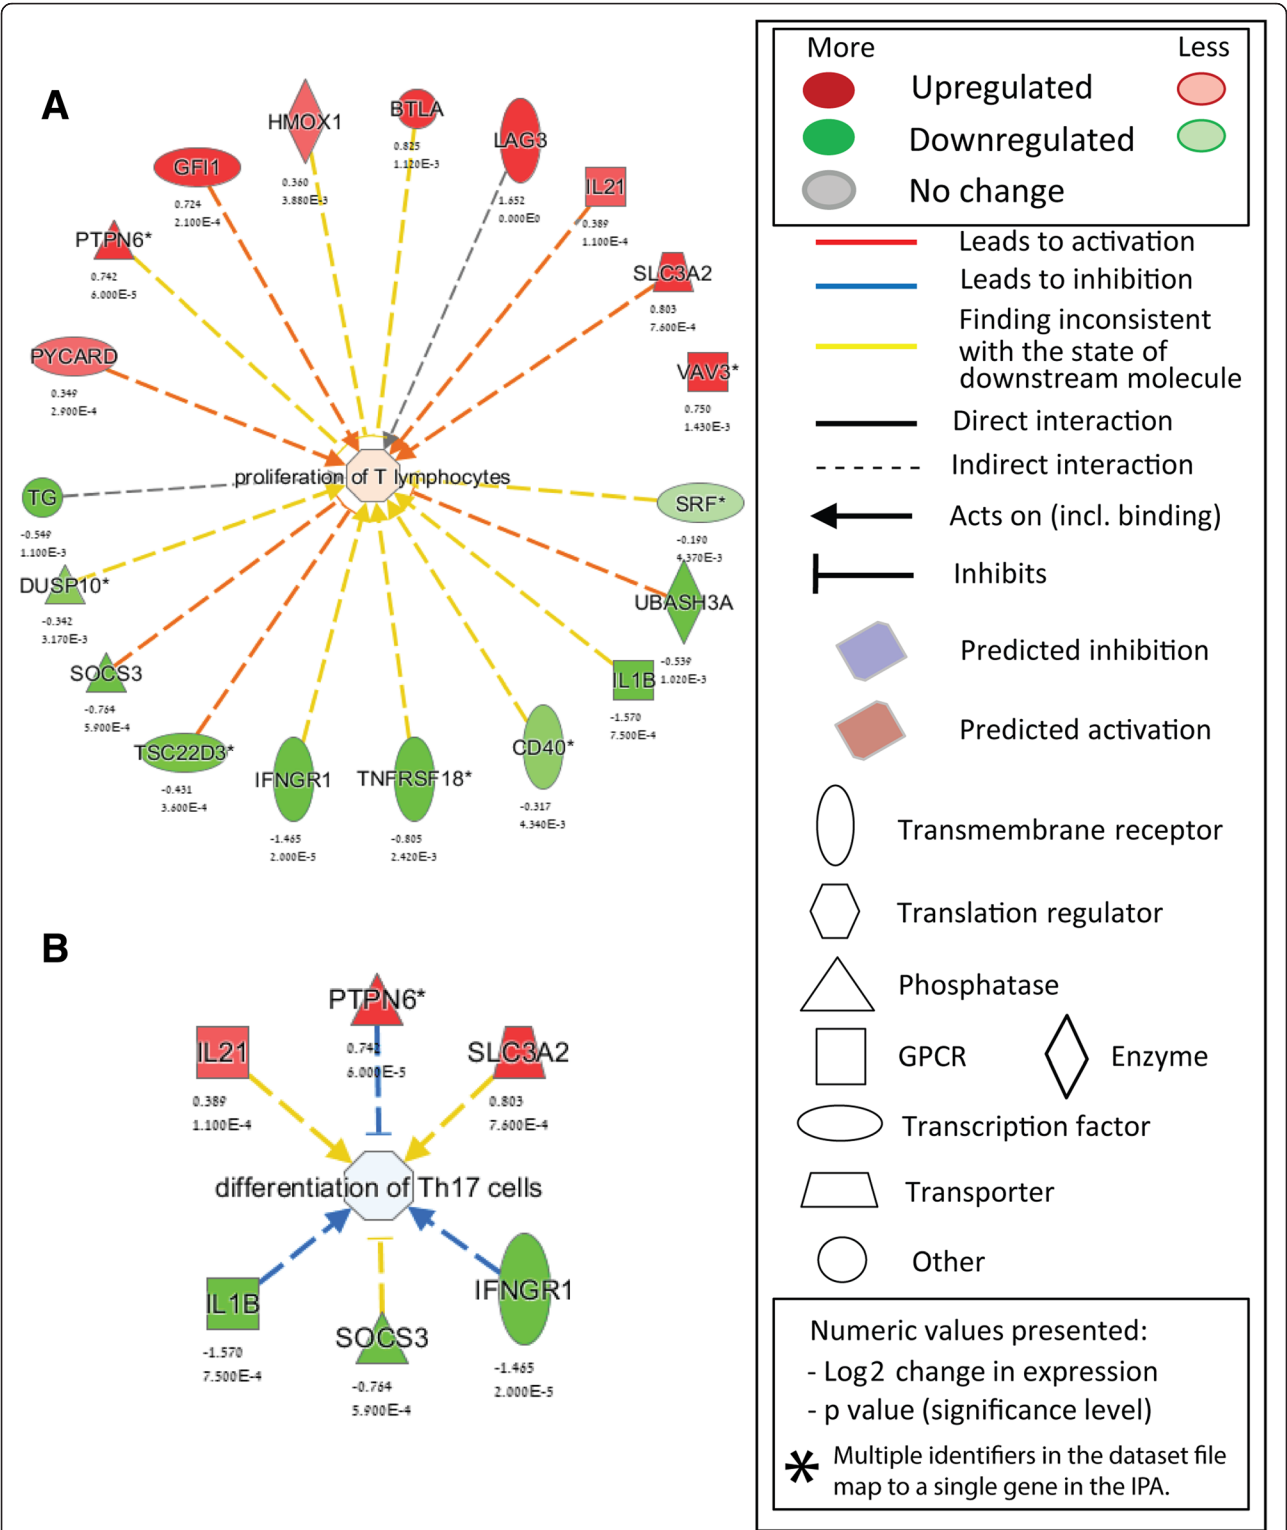 A
HMOX1
0.360
3.880E-3
BTLA
0.825
1.120E-3
LAG3
1.652
0.000E0
GFI1
0.724
2.100E-4
IL21
0.389
1.100E-4
PTPN6*
0.742
6.000E-5
SLC3A2
0.803
7.600E-4
PYCARD
0.349
2.900E-4
VAV3*
0.750
1.430E-3
proliferation of T lymphocytes
TG
-0.549
1.100E-3
SRF*
-0.190
4.370E-3
DUSP10*
-0.342
3.170E-3
UBASH3A
-0.539
1.020E-3
SOCS3
-0.764
5.900E-4
IL1B
-1.570
7.500E-4
TSC22D3*
-0.431
3.600E-4
IFNGR1
-1.465
2.000E-5
TNFRSF18*
-0.805
2.420E-3
CD40*
-0.317
4.340E-3
B
PTPN6*
0.742
6.000E-5
IL21
0.389
1.100E-4
SLC3A2
0.803
7.600E-4
differentiation of Th17 cells
IL1B
-1.570
7.500E-4
SOCS3
-0.764
5.900E-4
IFNGR1
-1.465
2.000E-5
More Less
Upregulated
Downregulated
No change
Leads to activation
Leads to inhibition
Finding inconsistent
with the state of
downstream molecule
Direct interaction
Indirect interaction
Acts on (incl. binding)
Inhibits
Predicted inhibition
Predicted activation
Transmembrane receptor
Translation regulator
Phosphatase
GPCR Enzyme
Transcription factor
Transporter
Other
Numeric values presented:
- Log2 change in expression
- p value (significance level)
* Multiple identifiers in the dataset file
map to a single gene in the IPA.